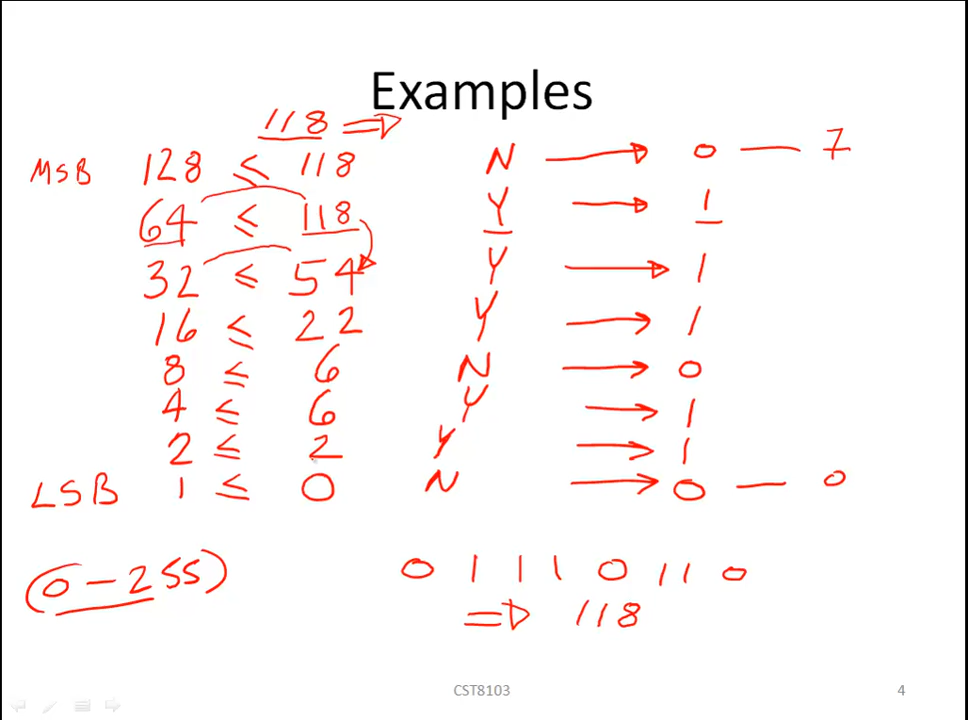 Examples
118 ⇒
MSB 128 ≤ 118 N → 0 — 7
64 ≤ 118 Y → 1
32 ≤ 54 Y → 1
16 ≤ 22 Y → 1
8 ≤ 6 N → 0
4 ≤ 6 Y → 1
2 ≤ 2 Y → 1
LSB 1 ≤ 0 N → 0 — 0
(0 – 255) 0 1 1 1 0 1 1 0
⇒ 118
CST8103 4